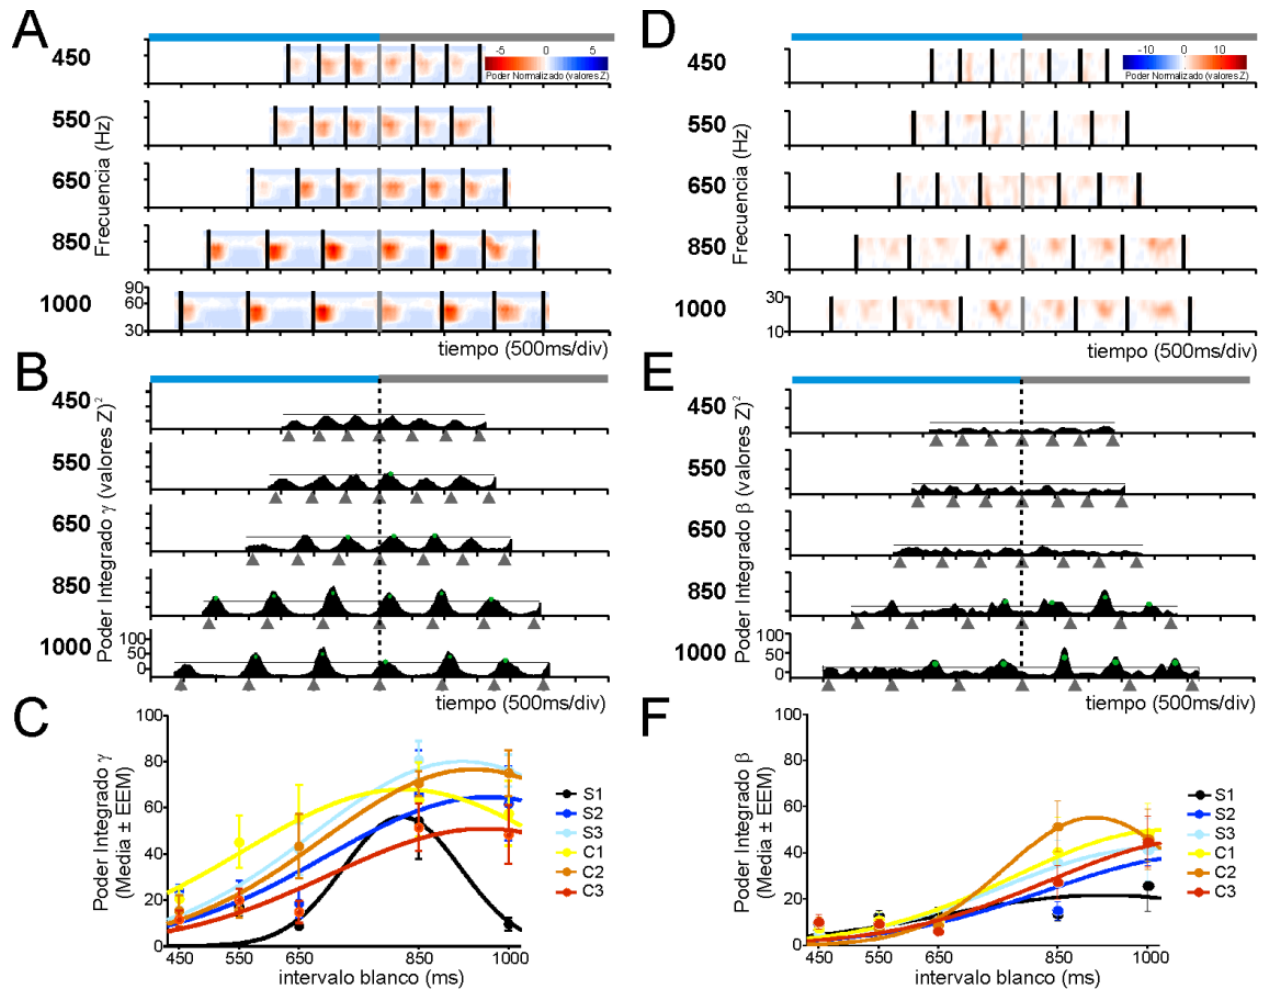 A
450
-5 0 5
Poder Normalizado (valores Z)
550
650
850
1000
Frecuencia (Hz)
90
60
30
tiempo (500ms/div)
D
450
-10 0 10
Poder Normalizado (valores Z)
550
650
850
1000
Frecuencia (Hz)
30
10
tiempo (500ms/div)
B
450
550
650
850
1000
Poder Integrado γ (valores Z)²
100
50
0
tiempo (500ms/div)
E
450
550
650
850
1000
Poder Integrado β (valores Z)²
100
50
0
tiempo (500ms/div)
C
Poder Integrado γ
(Media ± EEM)
100
80
60
40
20
0
450 550 650 850 1000
intervalo blanco (ms)
S1
S2
S3
C1
C2
C3
F
Poder Integrado β
(Media ± EEM)
100
80
60
40
20
0
450 550 650 850 1000
intervalo blanco (ms)
S1
S2
S3
C1
C2
C3